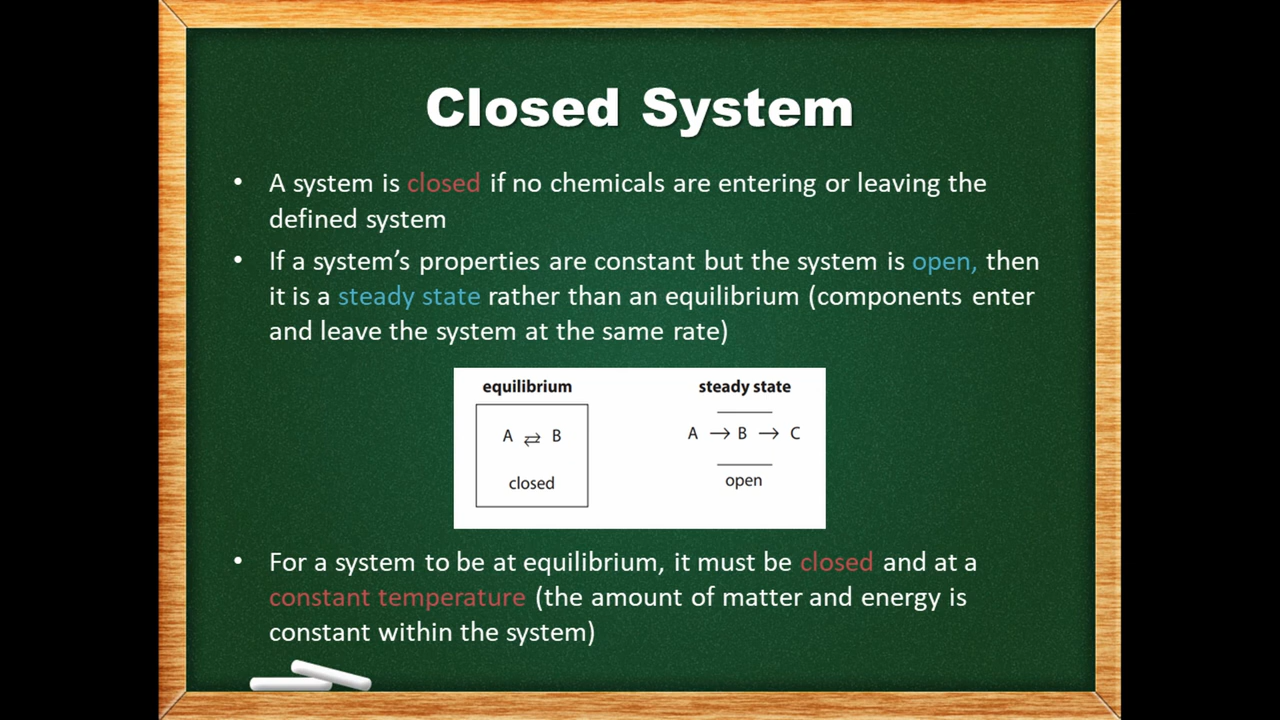 Closed System
• A system is closed if no chemicals are entering or leaving the
defined system
• If a system's properties are constant but the system is open, then
it is a steady state rather than an equilibrium (components enter
and leave the system at the same rate)
equilibrium
A ⇄ B
closed
steady state
A → B → C
open
• For a system to be at equilibrium, it must be closed and at a
constant temperature (the amount of matter and energy is
constant within the system)